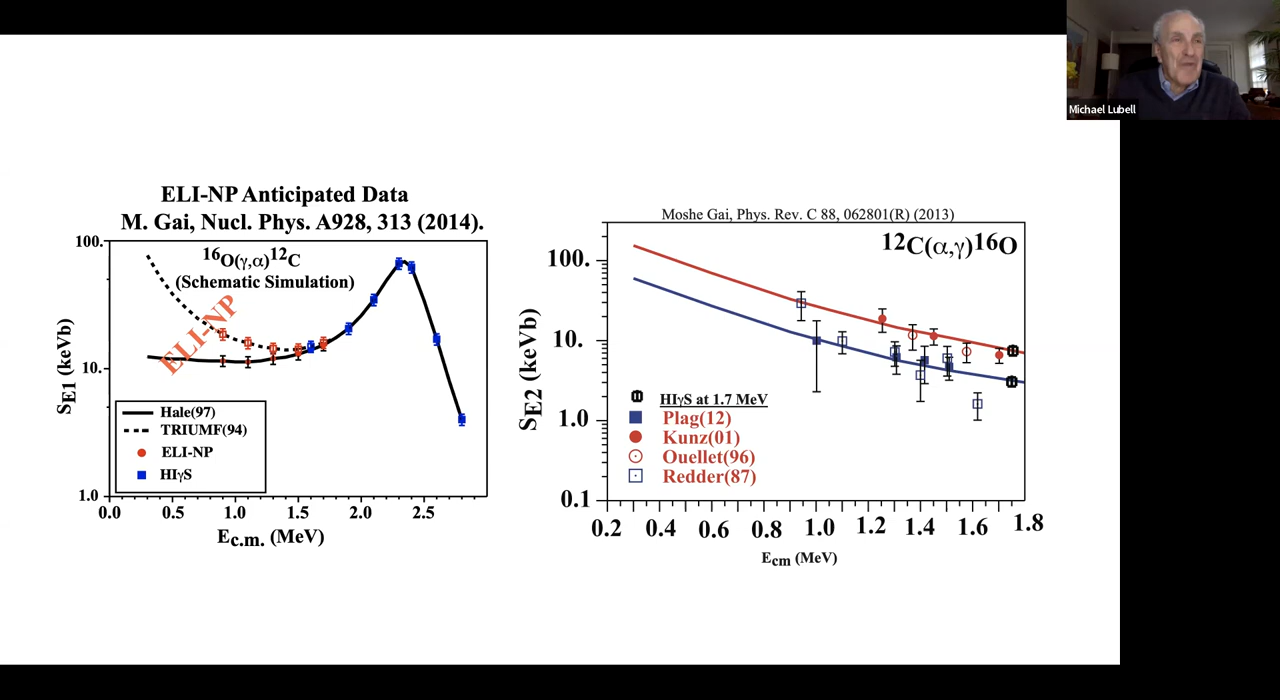 Michael Lubell
ELI-NP Anticipated Data
M. Gai, Nucl. Phys. A928, 313 (2014).
100.
10.
1.0
SE1 (keVb)
16O(γ,α)12C
(Schematic Simulation)
ELI-NP
Hale(97)
TRIUMF(94)
ELI-NP
HIγS
0.0 0.5 1.0 1.5 2.0 2.5
Ec.m. (MeV)
Moshe Gai, Phys. Rev. C 88, 062801(R) (2013)
12C(α,γ)16O
100.
10.
1.0
0.1
SE2 (keVb)
HIγS at 1.7 MeV
Plag(12)
Kunz(01)
Ouellet(96)
Redder(87)
0.2 0.4 0.6 0.8 1.0 1.2 1.4 1.6 1.8
Ecm (MeV)